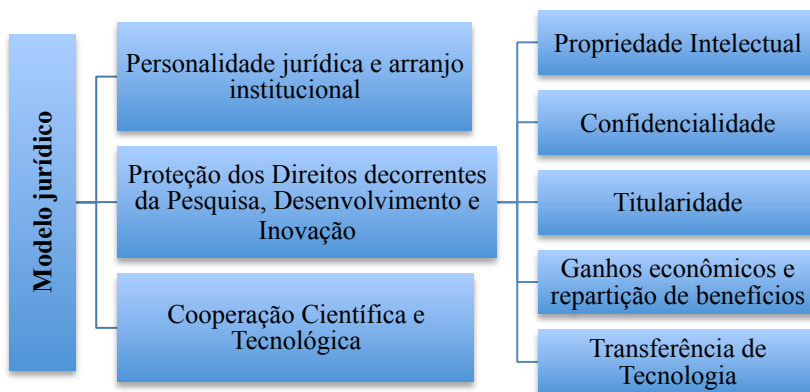 Modelo jurídico
Personalidade jurídica e arranjo
institucional
Proteção dos Direitos decorrentes
da Pesquisa, Desenvolvimento e
Inovação
Cooperação Científica e
Tecnológica
Propriedade Intelectual
Confidencialidade
Titularidade
Ganhos econômicos e
repartição de benefícios
Transferência de
Tecnologia